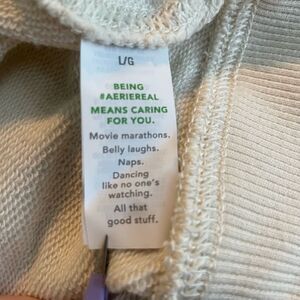 L/G
BEING
#AERIEREAL
MEANS CARING
FOR YOU.
Movie marathons.
Belly laughs.
Naps.
Dancing
like no one's
watching.
All that
good stuff.